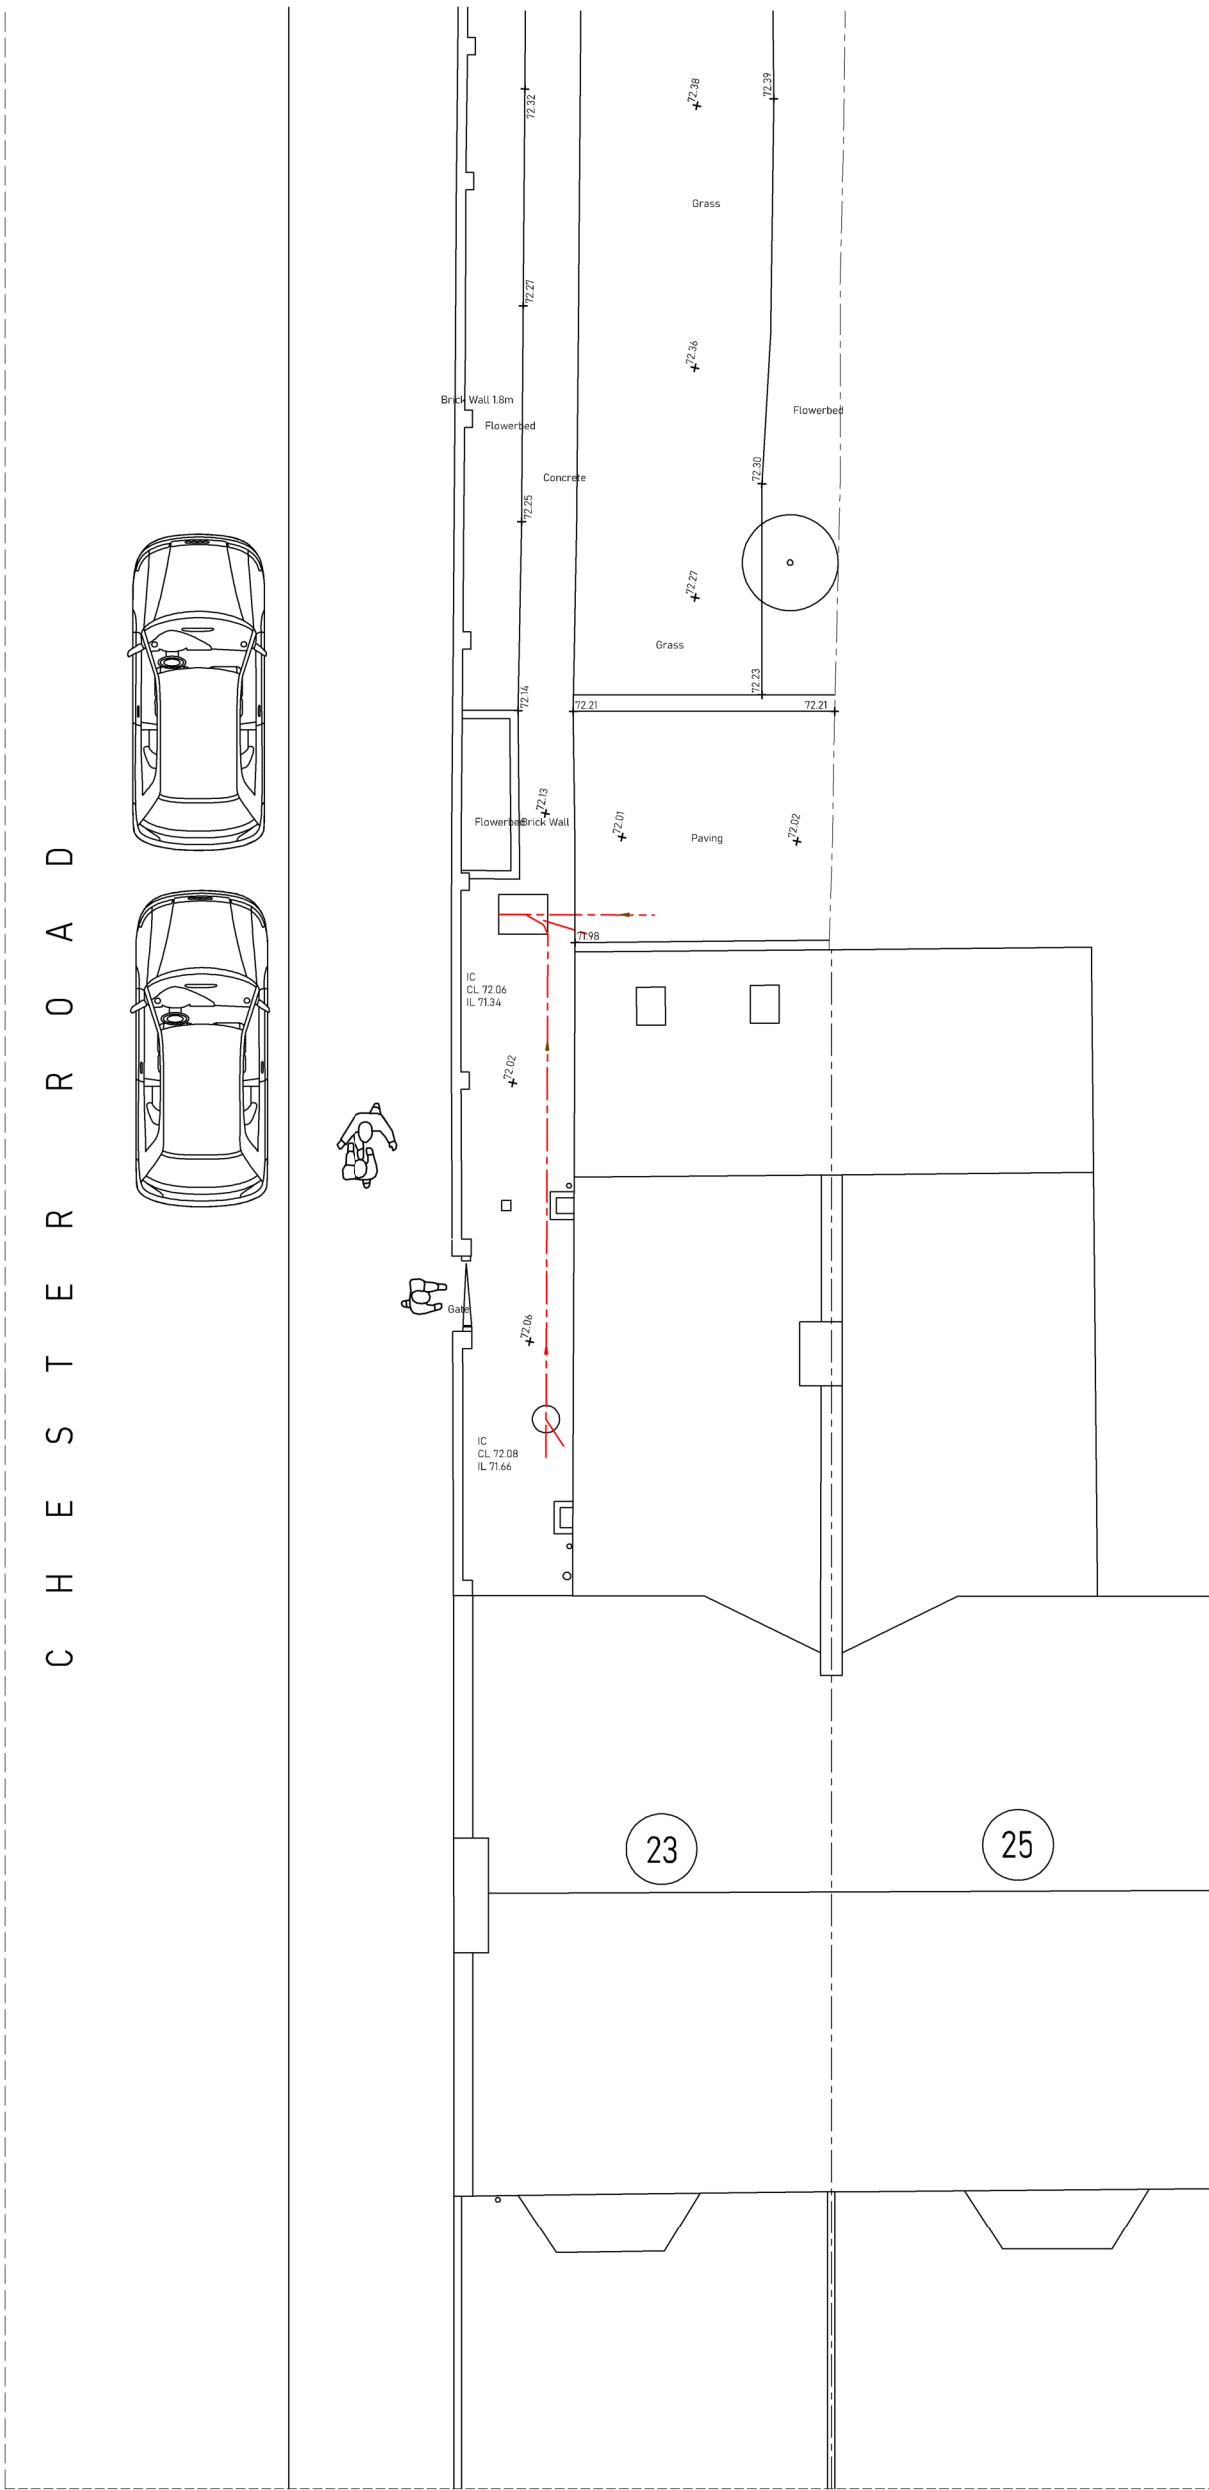 72.38
72.39
72.32
Grass
72.27
72.36
Brick Wall 1.8m
Flowerbed
Flowerbed
Concrete
72.30
72.25
72.27
Grass
72.23
72.14
72.21
72.21
72.13
72.01
72.02
Flowerbed
Brick Wall
Paving
71.98
IC
CL 72.06
IL 71.34
72.02
Gate
72.06
IC
CL 72.08
IL 71.66
CHESTER ROAD
23
25